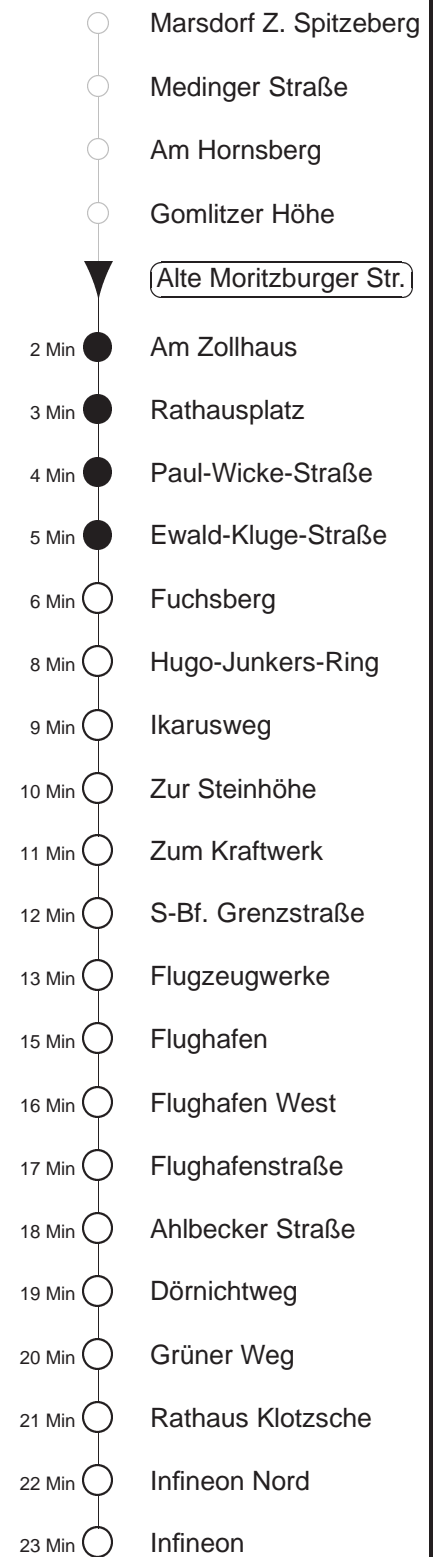 Marsdorf Z. Spitzeberg
Medinger Straße
Am Hornsberg
Gomlitzer Höhe
Alte Moritzburger Str.
2 Min Am Zollhaus
3 Min Rathausplatz
4 Min Paul-Wicke-Straße
5 Min Ewald-Kluge-Straße
6 Min Fuchsberg
8 Min Hugo-Junkers-Ring
9 Min Ikarusweg
10 Min Zur Steinhöhe
11 Min Zum Kraftwerk
12 Min S-Bf. Grenzstraße
13 Min Flugzeugwerke
15 Min Flughafen
16 Min Flughafen West
17 Min Flughafenstraße
18 Min Ahlbecker Straße
19 Min Dörnichtweg
20 Min Grüner Weg
21 Min Rathaus Klotzsche
22 Min Infineon Nord
23 Min Infineon